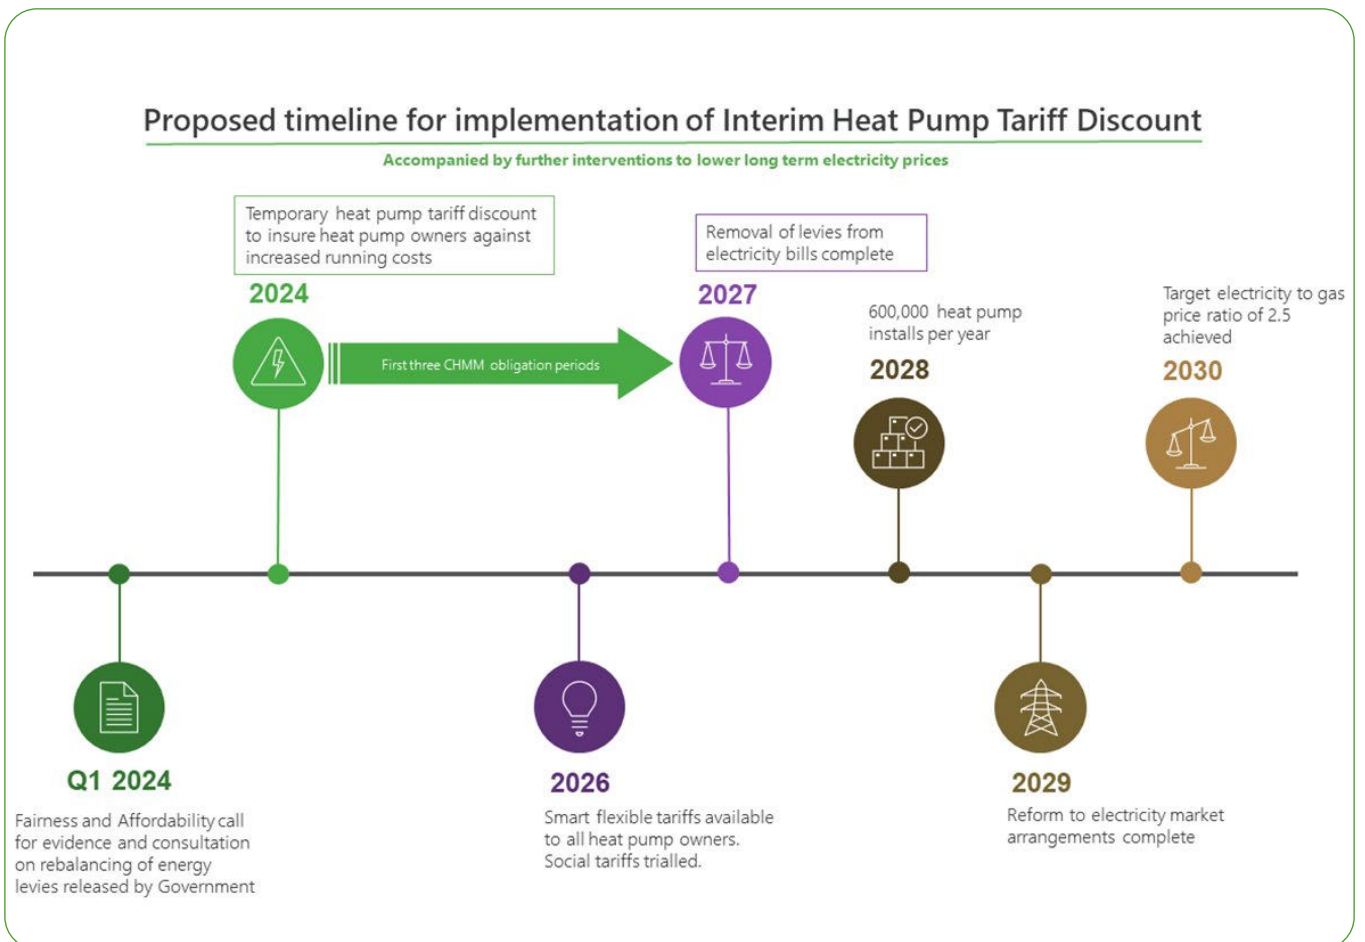 Proposed timeline for implementation of Interim Heat Pump Tariff Discount
Accompanied by further interventions to lower long term electricity prices
Temporary heat pump tariff discount
to insure heat pump owners against
increased running costs
2024
First three CHMM obligation periods
Removal of levies from
electricity bills complete
2027
600,000 heat pump
installs per year
2028
Target electricity to gas
price ratio of 2.5
achieved
2030
Q1 2024
Fairness and Affordability call
for evidence and consultation
on rebalancing of energy
levies released by Government
2026
Smart flexible tariffs available
to all heat pump owners.
Social tariffs trialled.
2029
Reform to electricity market
arrangements complete